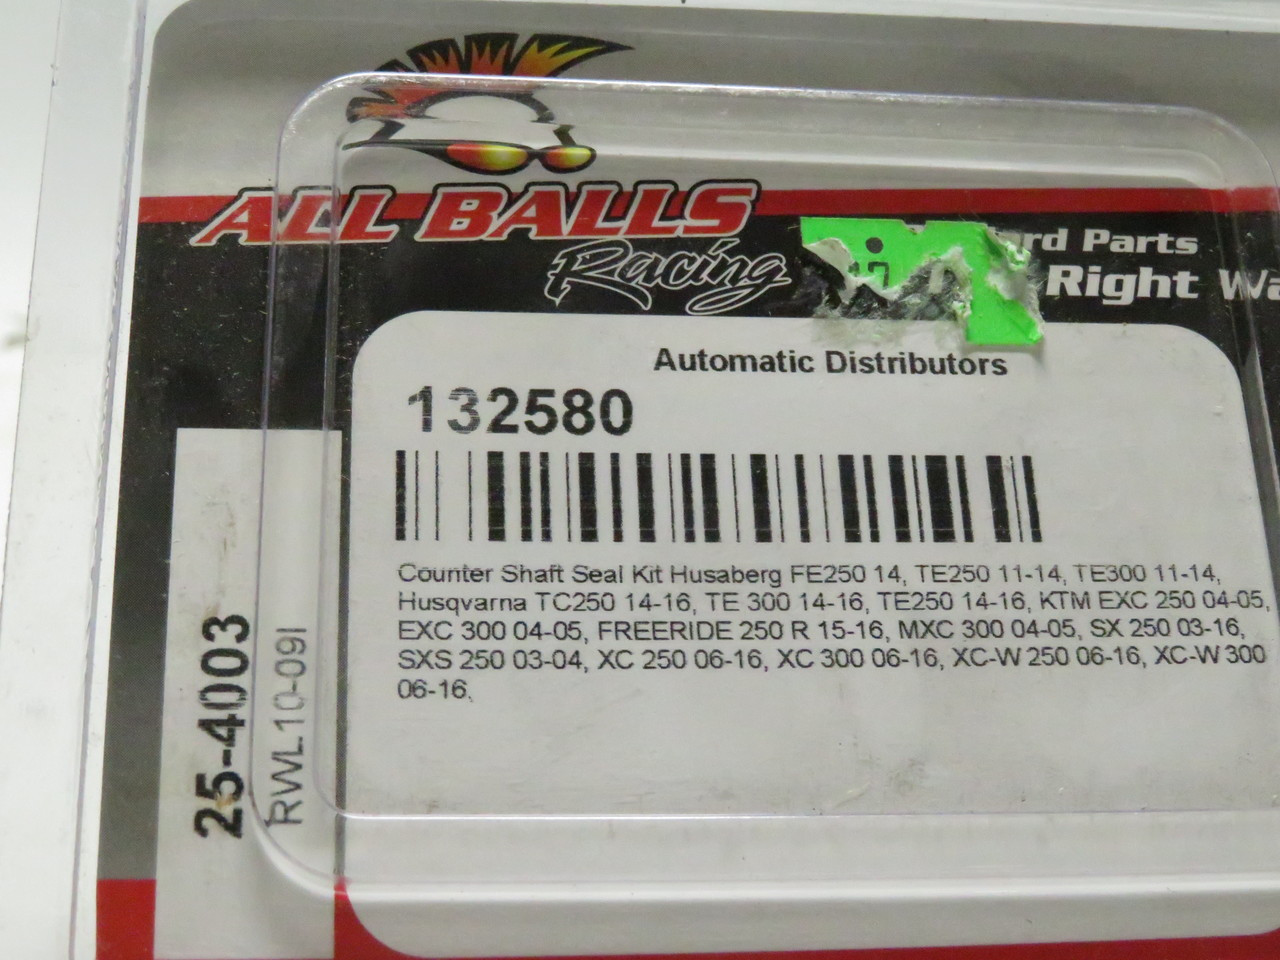 ALL BALLS
Racing
Parts
Right
Automatic Distributors
132580
Counter Shaft Seal Kit Husaberg FE250 14, TE250 11-14, TE300 11-14,
Husqvarna TC250 14-16, TE 300 14-16, TE250 14-16, KTM EXC 250 04-05,
EXC 300 04-05, FREERIDE 250 R 15-16, MXC 300 04-05, SX 250 03-16,
SXS 250 03-04, XC 250 06-16, XC 300 06-16, XC-W 250 06-16, XC-W 300
06-16,
25-4003
RWL10-09I